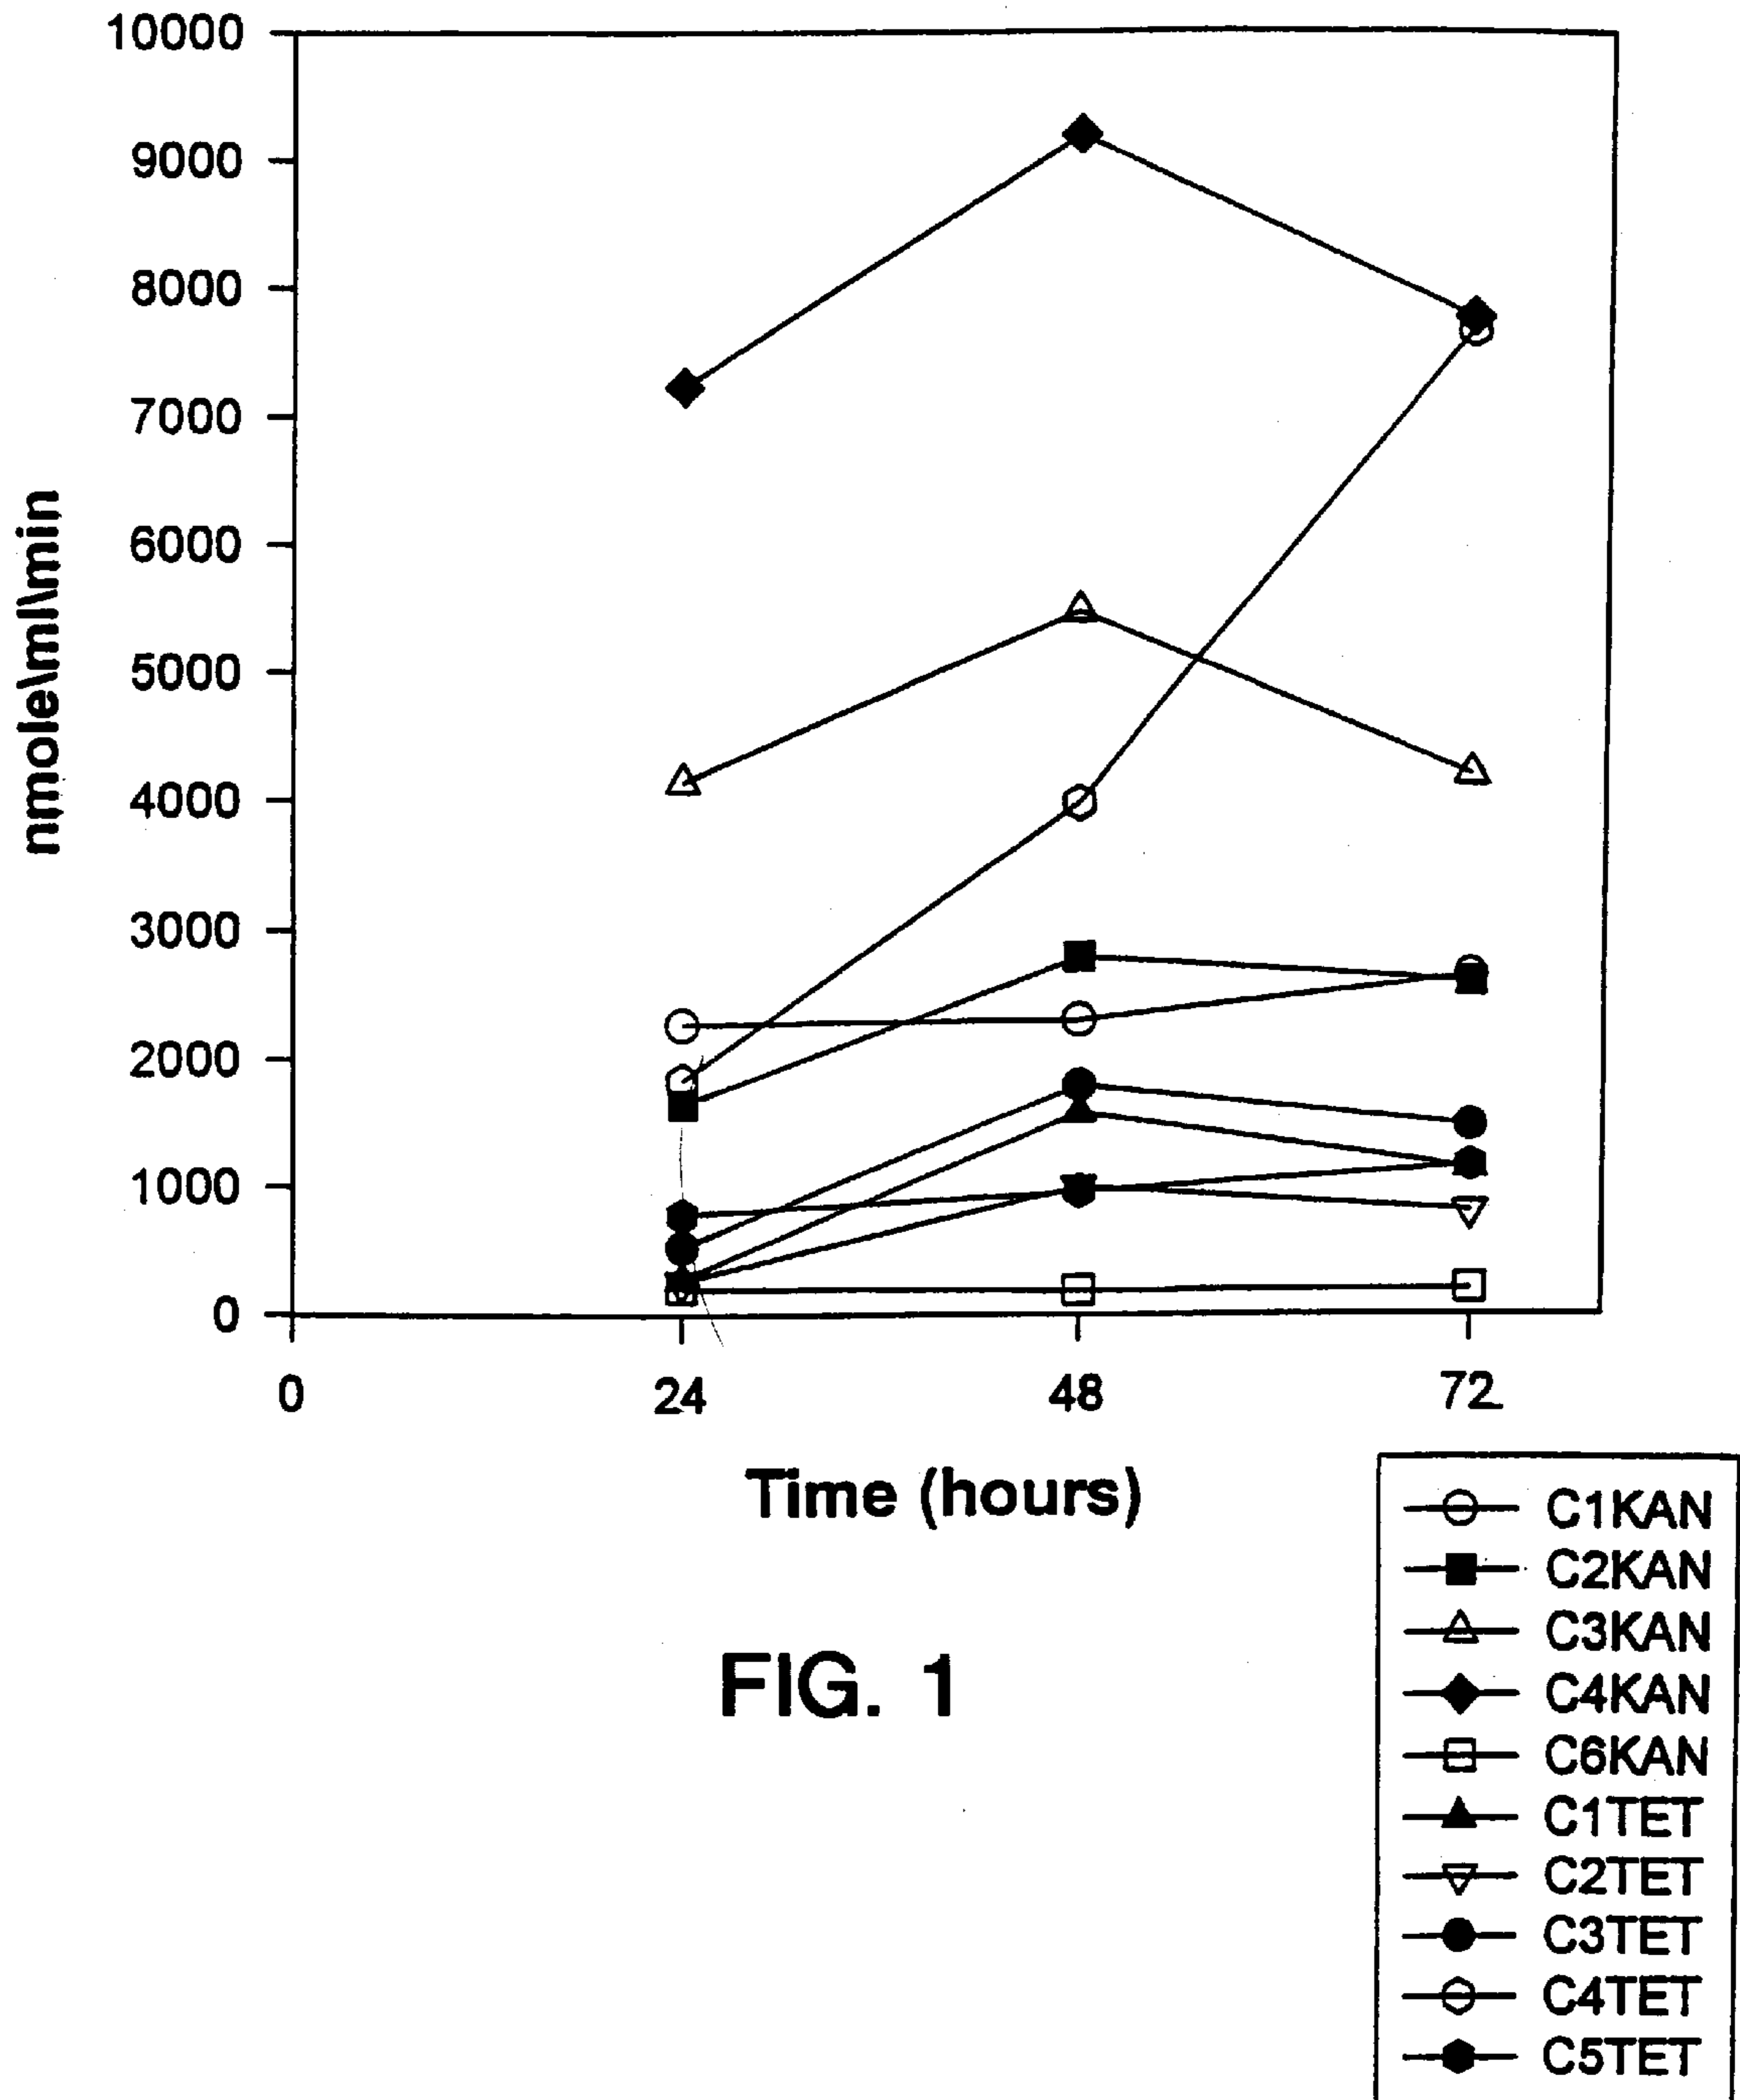 10000
9000
8000
7000
6000
5000
4000
3000
2000
1000
0
nmole\ml\min
0 24 48 72
Time (hours)
FIG. 1
C1KAN
C2KAN
C3KAN
C4KAN
C6KAN
C1TET
C2TET
C3TET
C4TET
C5TET